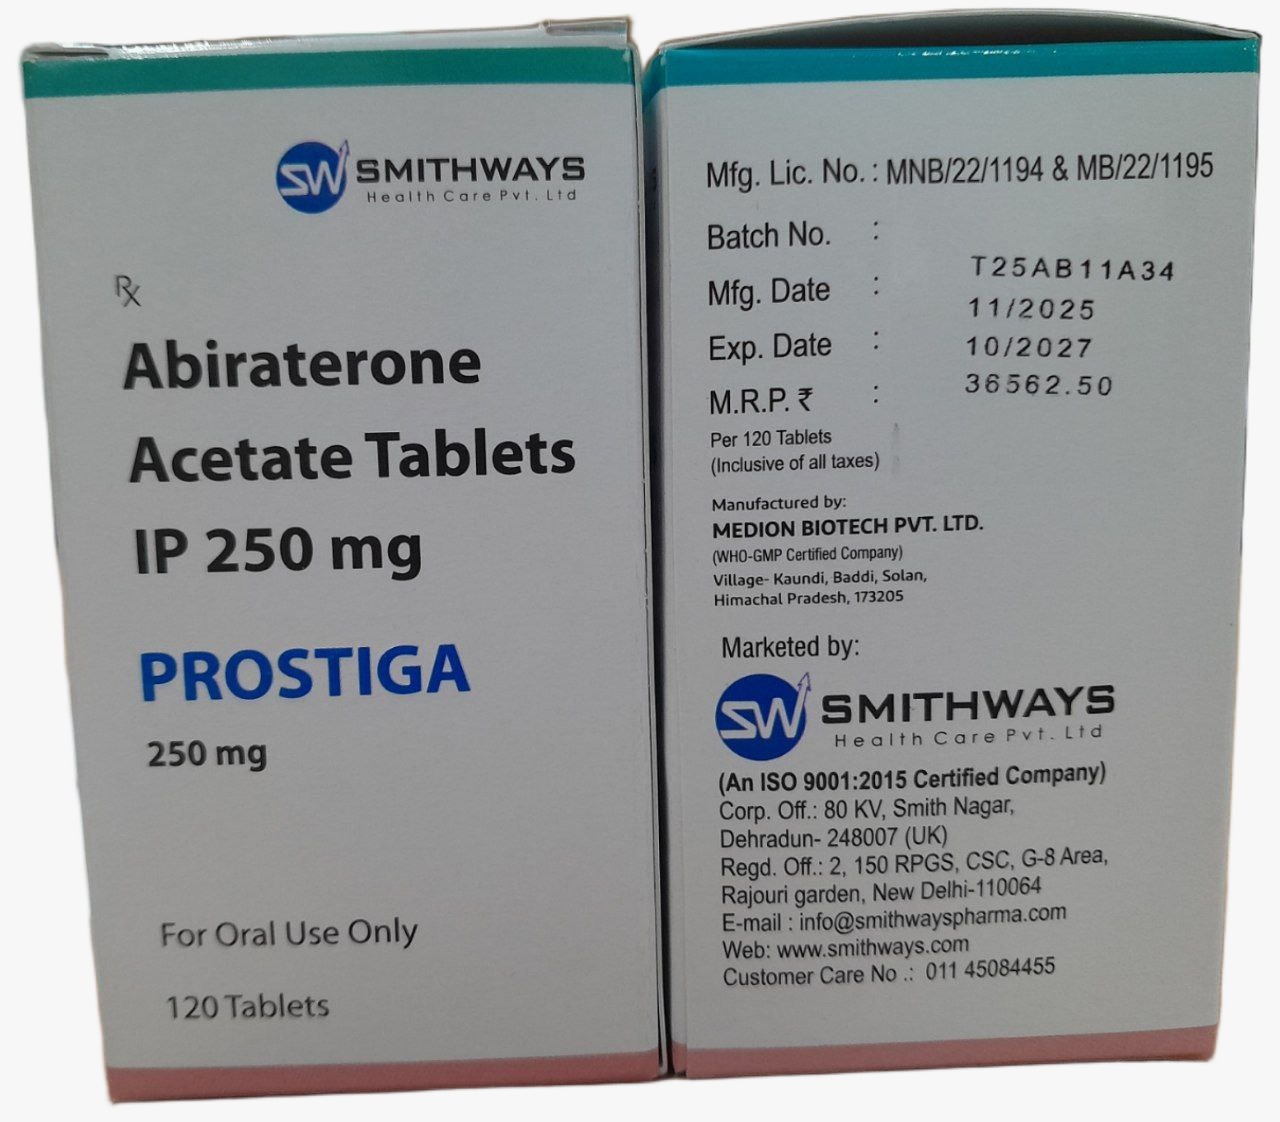 SW SMITHWAYS
Health Care Pvt. Ltd
Rx
Abiraterone
Acetate Tablets
IP 250 mg
PROSTIGA
250 mg
For Oral Use Only
120 Tablets
Mfg. Lic. No. : MNB/22/1194 & MB/22/1195
Batch No. : T25AB11A34
Mfg. Date : 11/2025
Exp. Date : 10/2027
M.R.P. ₹ : 36562.50
Per 120 Tablets
(Inclusive of all taxes)
Manufactured by:
MEDION BIOTECH PVT. LTD.
(WHO-GMP Certified Company)
Village- Kaundi, Baddi, Solan,
Himachal Pradesh, 173205
Marketed by:
SW SMITHWAYS
Health Care Pvt. Ltd
(An ISO 9001:2015 Certified Company)
Corp. Off.: 80 KV, Smith Nagar,
Dehradun- 248007 (UK)
Regd. Off.: 2, 150 RPGS, CSC, G-8 Area,
Rajouri garden, New Delhi-110064
E-mail : info@smithwayspharma.com
Web: www.smithways.com
Customer Care No .: 011 45084455